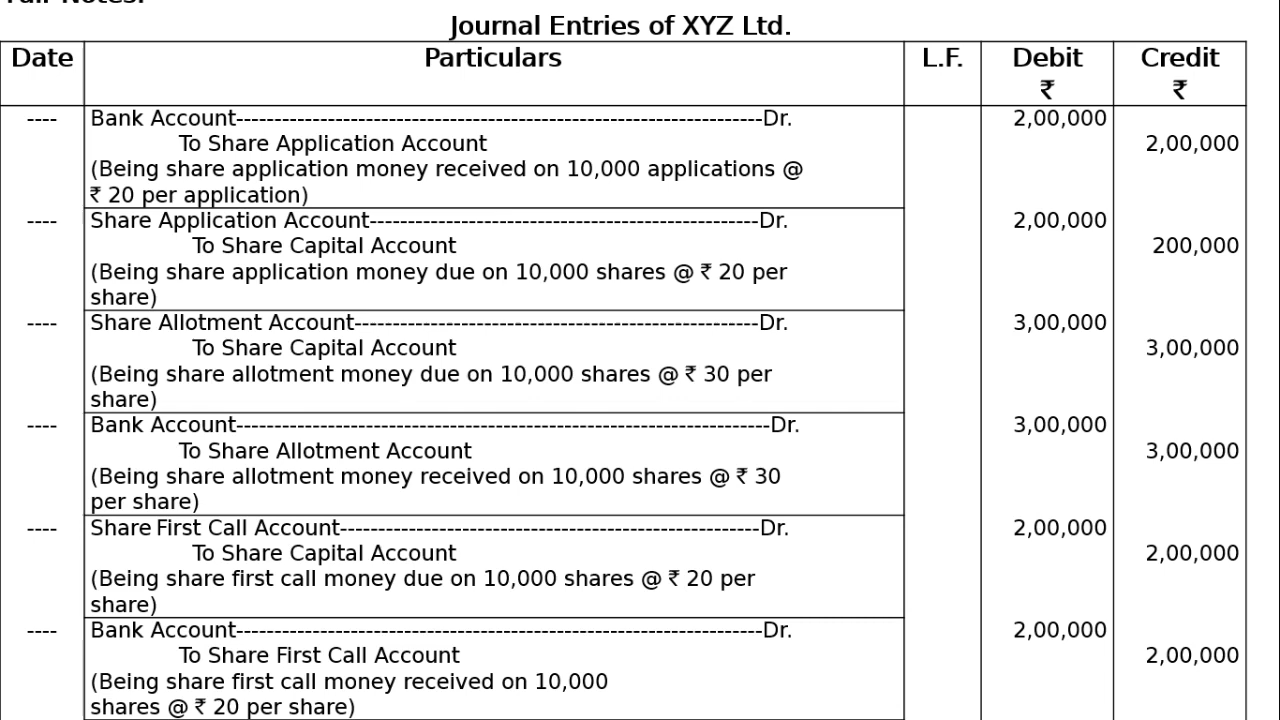 Journal Entries of XYZ Ltd.
Date Particulars L.F. Debit Credit
₹ ₹
---- Bank Account---------------------------------------------------------------------Dr. 2,00,000
To Share Application Account 2,00,000
(Being share application money received on 10,000 applications @
₹ 20 per application)
---- Share Application Account---------------------------------------------------Dr. 2,00,000
To Share Capital Account 200,000
(Being share application money due on 10,000 shares @ ₹ 20 per
share)
---- Share Allotment Account-----------------------------------------------------Dr. 3,00,000
To Share Capital Account 3,00,000
(Being share allotment money due on 10,000 shares @ ₹ 30 per
share)
---- Bank Account----------------------------------------------------------------------Dr. 3,00,000
To Share Allotment Account 3,00,000
(Being share allotment money received on 10,000 shares @ ₹ 30
per share)
---- Share First Call Account-------------------------------------------------------Dr. 2,00,000
To Share Capital Account 2,00,000
(Being share first call money due on 10,000 shares @ ₹ 20 per
share)
---- Bank Account---------------------------------------------------------------------Dr. 2,00,000
To Share First Call Account 2,00,000
(Being share first call money received on 10,000
shares @ ₹ 20 per share)